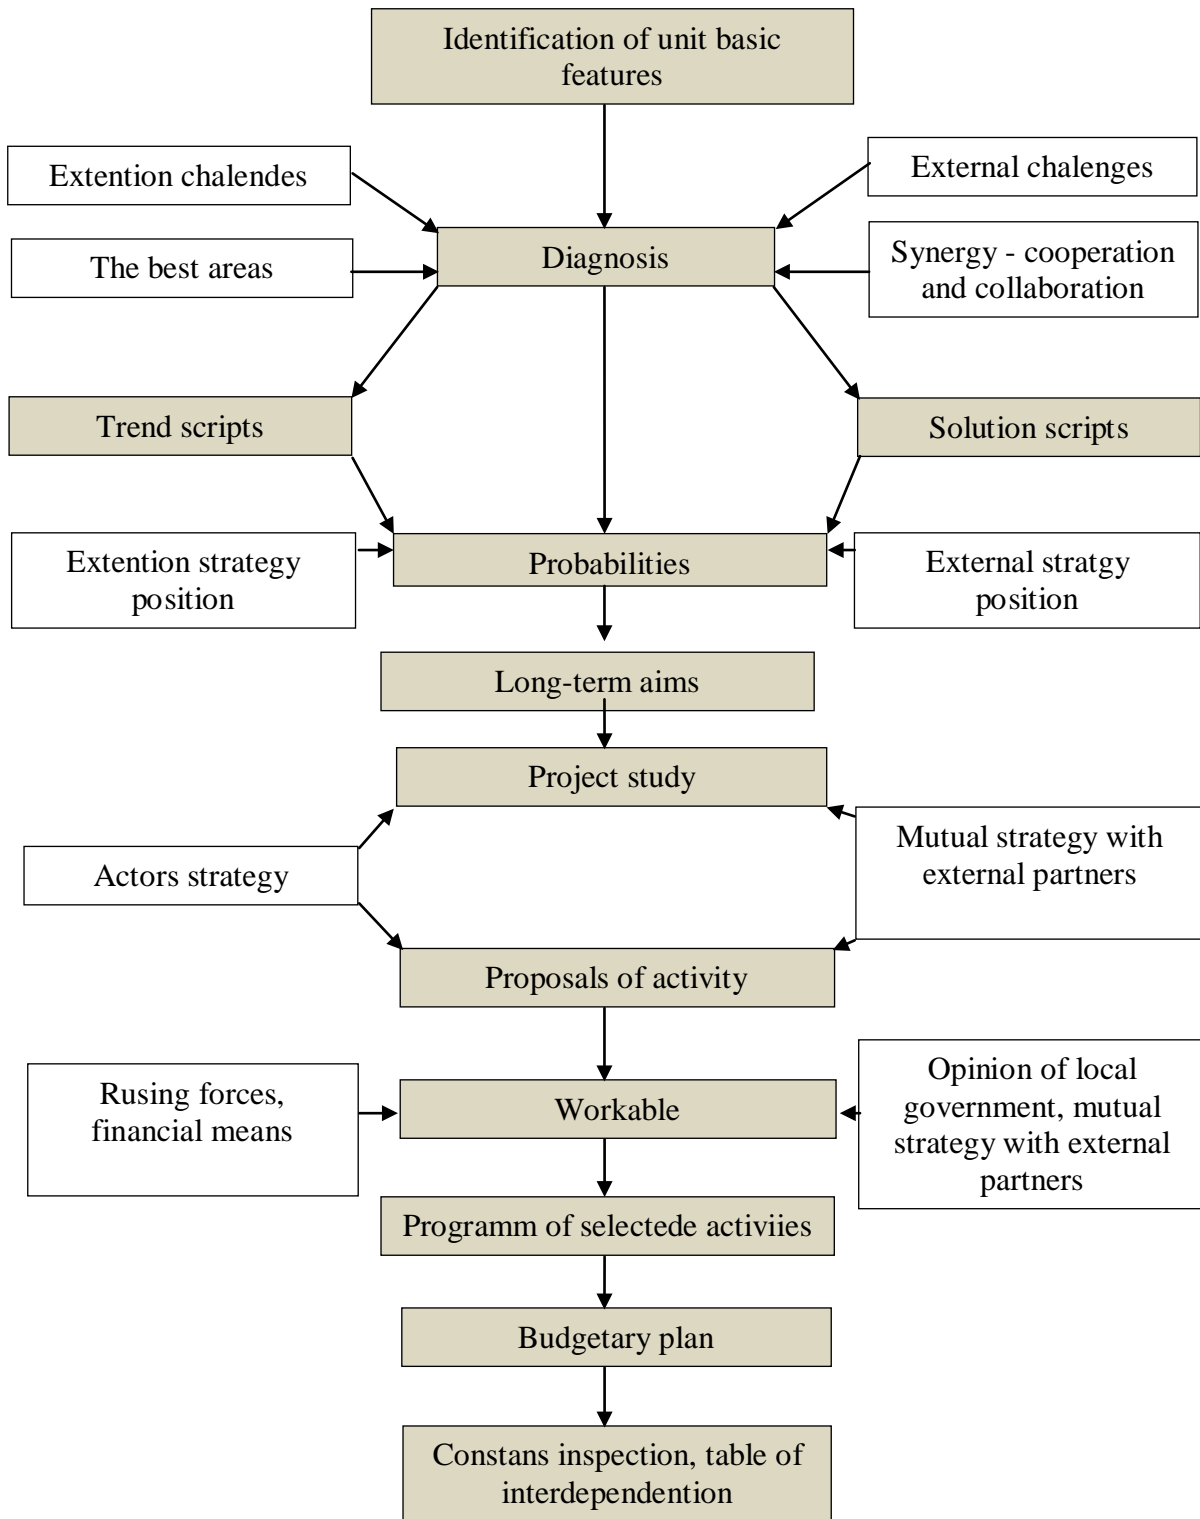 Identification of unit basic
features
Extention chalendes
External chalenges
The best areas
Diagnosis
Synergy - cooperation
and collaboration
Trend scripts
Solution scripts
Extention strategy
position
Probabilities
External stratgy
position
Long-term aims
Project study
Actors strategy
Mutual strategy with
external partners
Proposals of activity
Rusing forces,
financial means
Workable
Opinion of local
government, mutual
strategy with external
partners
Programm of selectede activiies
Budgetary plan
Constans inspection, table of
interdependention